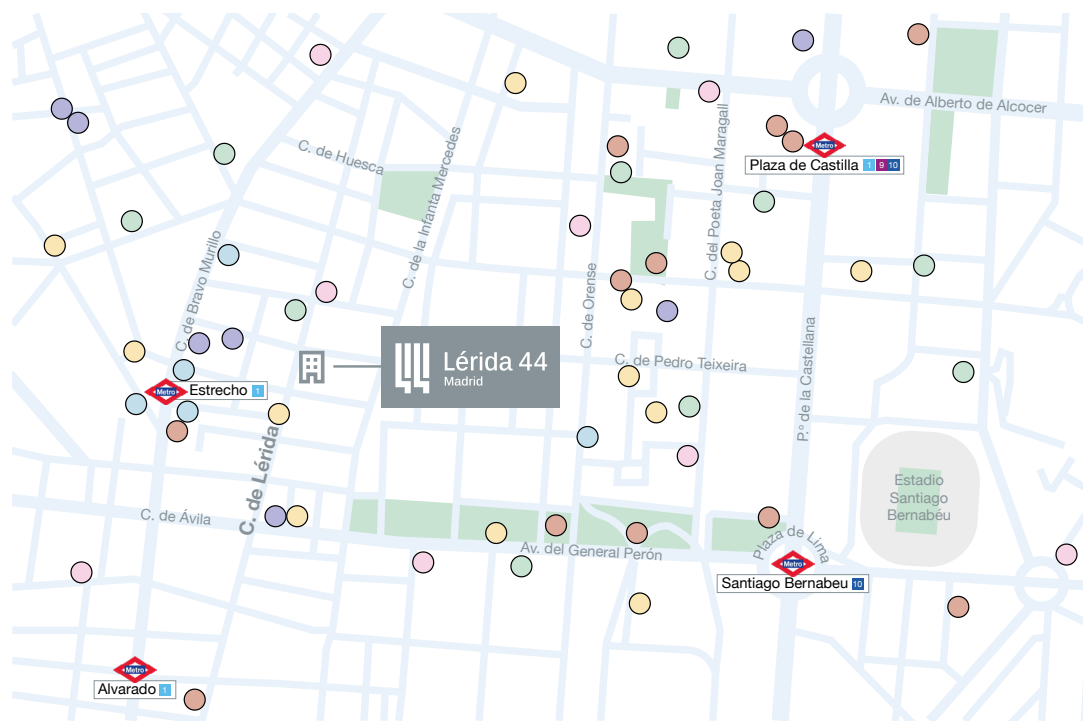 Av. de Alberto de Alcocer
Metro
Plaza de Castilla 1 9 10
C. de Huesca
C. de la Infanta Mercedes
C. del Poeta Joan Maragall
C. de Bravo Murillo
C. de Orense
P.º de la Castellana
Lérida 44
Madrid
C. de Pedro Teixeira
Metro
Estrecho 1
C. de Lérida
Estadio
Santiago
Bernabéu
C. de Ávila
Av. del General Perón
Plaza de Lima
Metro
Santiago Bernabeu 10
Metro
Alvarado 1